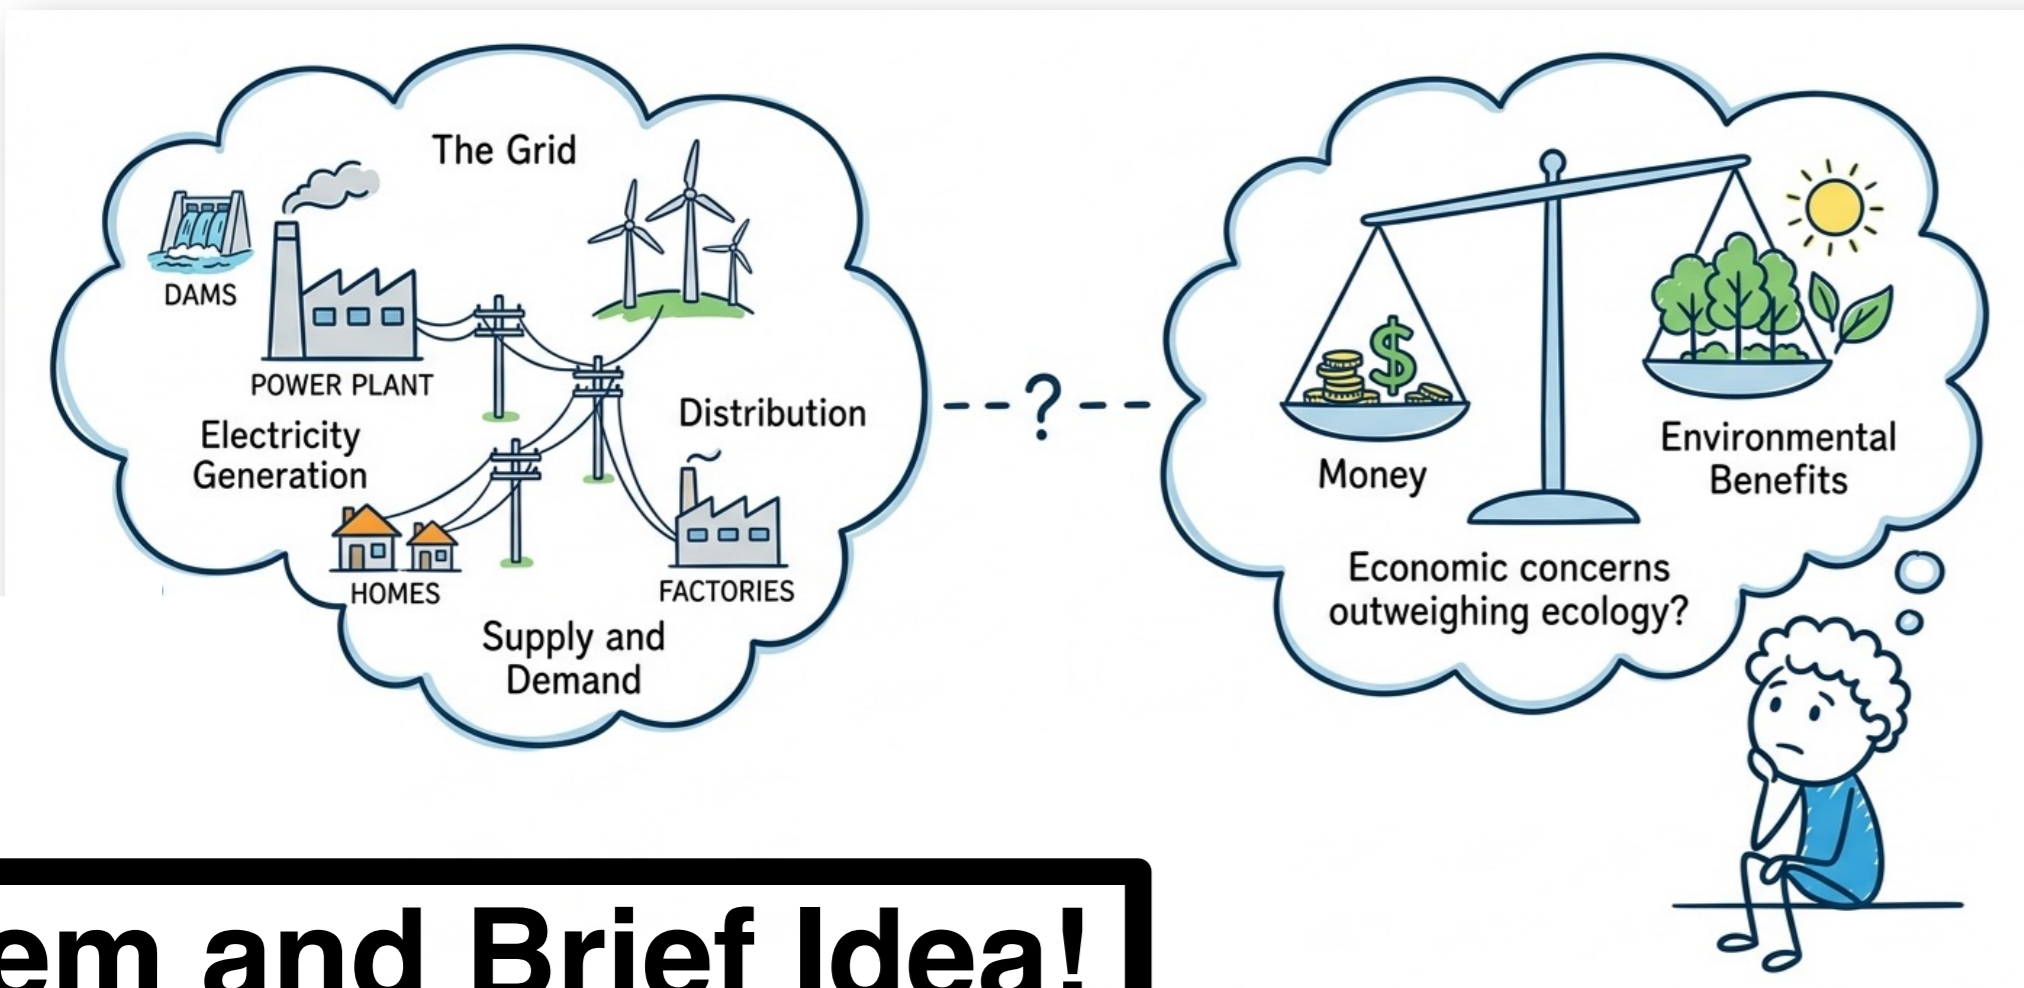 The Grid
DAMS
POWER PLANT
Electricity
Generation
Distribution
HOMES
FACTORIES
Supply and
Demand
?
$
Money
Environmental
Benefits
Economic concerns
outweighing ecology?
em and Brief Idea!